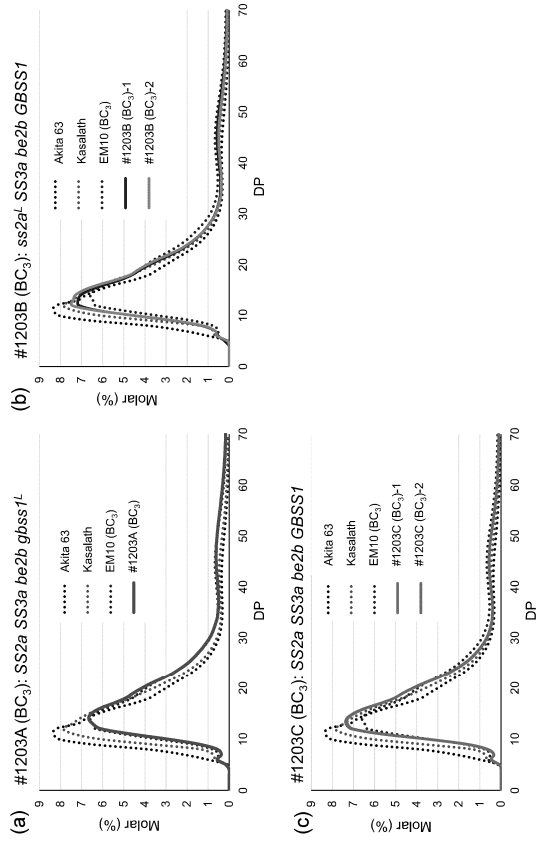 (a)
#1203A (BC3): SS2a SS3a be2b gbss1L
Molar (%)
9
8
7
6
5
4
3
2
1
0
0 10 20 30 40 50 60 70
DP
Akita 63
Kasalath
EM10 (BC3)
#1203A (BC3)
(b)
#1203B (BC3): ss2aL SS3a be2b GBSS1
Molar (%)
9
8
7
6
5
4
3
2
1
0
0 10 20 30 40 50 60 70
DP
Akita 63
Kasalath
EM10 (BC3)
#1203B (BC3)-1
#1203B (BC3)-2
(c)
#1203C (BC3): SS2a SS3a be2b GBSS1
Molar (%)
9
8
7
6
5
4
3
2
1
0
0 10 20 30 40 50 60 70
DP
Akita 63
Kasalath
EM10 (BC3)
#1203C (BC3)-1
#1203C (BC3)-2